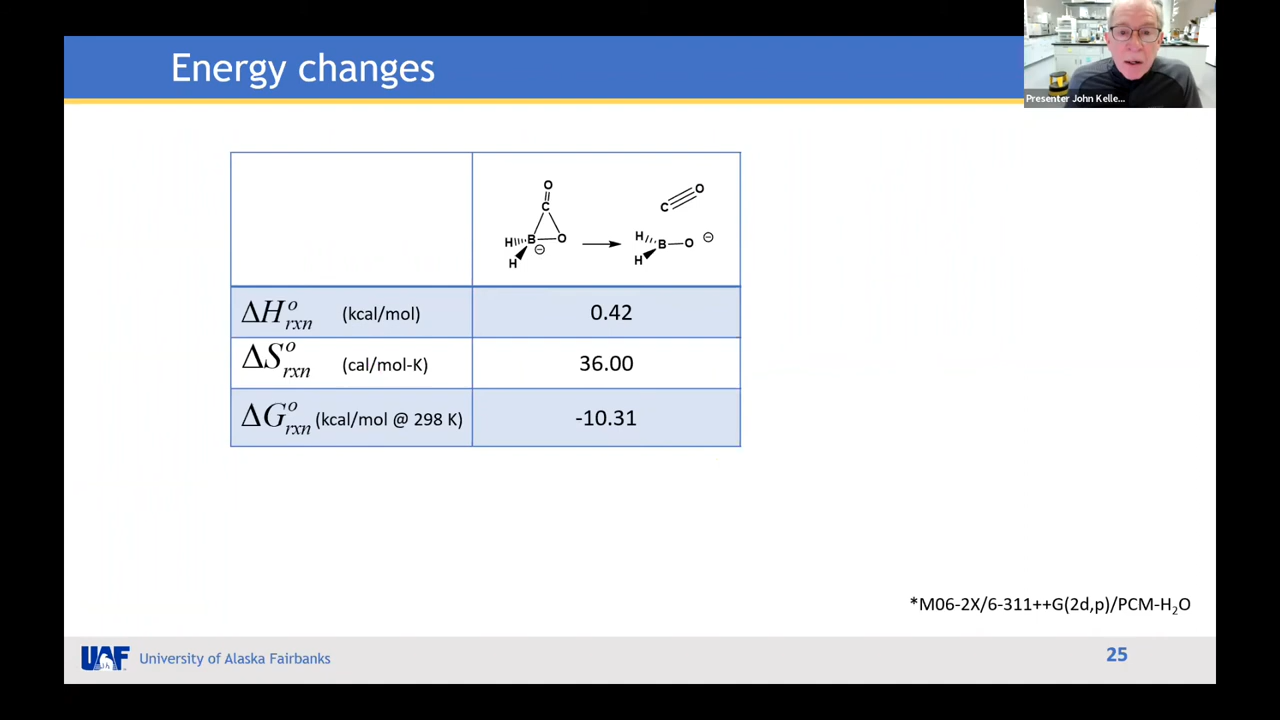 Energy changes
Presenter John Kelle...
O
C
H B O
⊖
H
C O
H B O ⊖
H
ΔH°rxn (kcal/mol) 0.42
ΔS°rxn (cal/mol-K) 36.00
ΔG°rxn (kcal/mol @ 298 K) -10.31
*M06-2X/6-311++G(2d,p)/PCM-H₂O
UAF University of Alaska Fairbanks 25